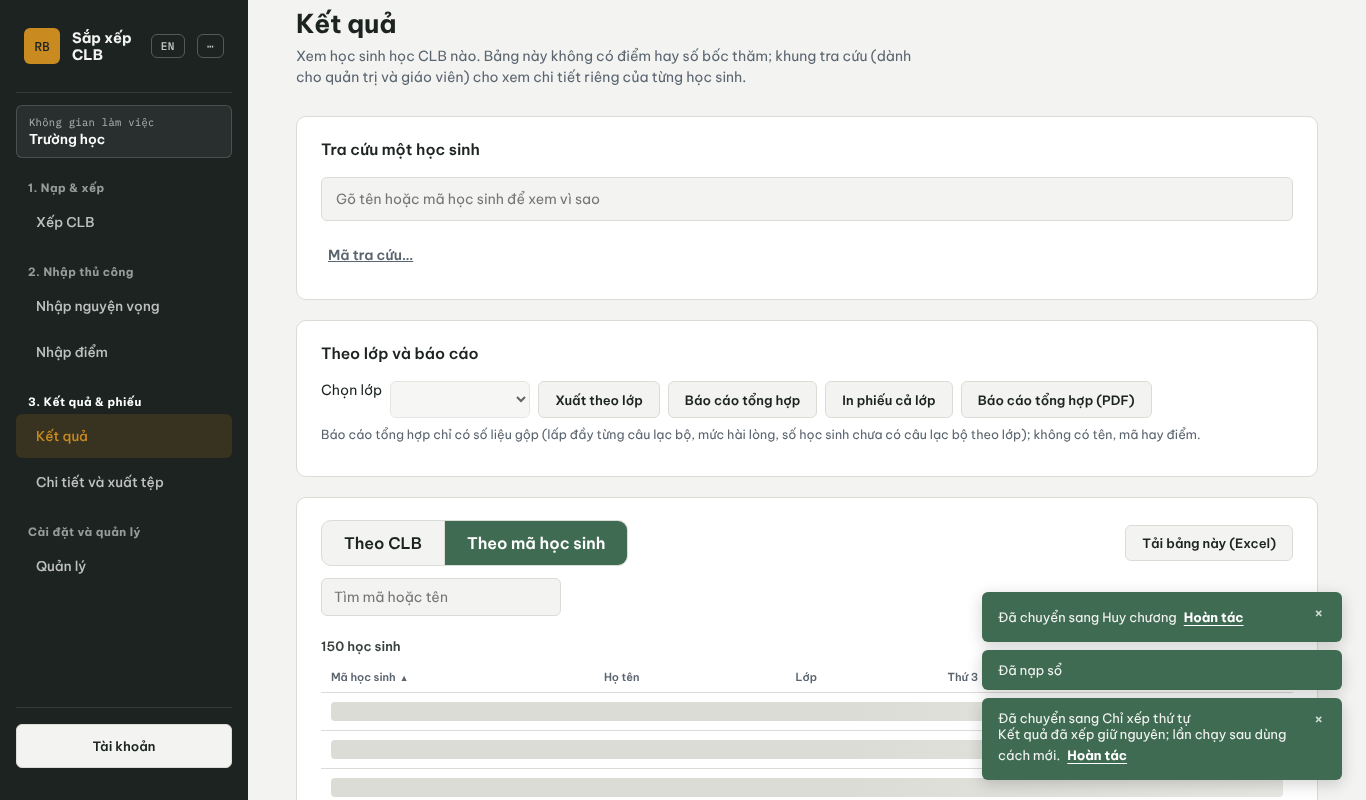 RB
Sắp xếp
CLB
EN
…
Không gian làm việc
Trường học
1. Nạp & xếp
Xếp CLB
2. Nhập thủ công
Nhập nguyện vọng
Nhập điểm
3. Kết quả & phiếu
Kết quả
Chi tiết và xuất tệp
Cài đặt và quản lý
Quản lý
Tài khoản
Kết quả
Xem học sinh học CLB nào. Bảng này không có điểm hay số bốc thăm; khung tra cứu (dành
cho quản trị và giáo viên) cho xem chi tiết riêng của từng học sinh.
Tra cứu một học sinh
Gõ tên hoặc mã học sinh để xem vì sao
Mã tra cứu...
Theo lớp và báo cáo
Chọn lớp
Xuất theo lớp
Báo cáo tổng hợp
In phiếu cả lớp
Báo cáo tổng hợp (PDF)
Báo cáo tổng hợp chỉ có số liệu gộp (lấp đầy từng câu lạc bộ, mức hài lòng, số học sinh chưa có câu lạc bộ theo lớp); không có tên, mã hay điểm.
Theo CLB
Theo mã học sinh
Tải bảng này (Excel)
Tìm mã hoặc tên
150 học sinh
Mã học sinh ▲
Họ tên
Lớp
Thứ 3
Đã chuyển sang Huy chương Hoàn tác ×
Đã nạp sổ
Đã chuyển sang Chỉ xếp thứ tự ×
Kết quả đã xếp giữ nguyên; lần chạy sau dùng
cách mới. Hoàn tác